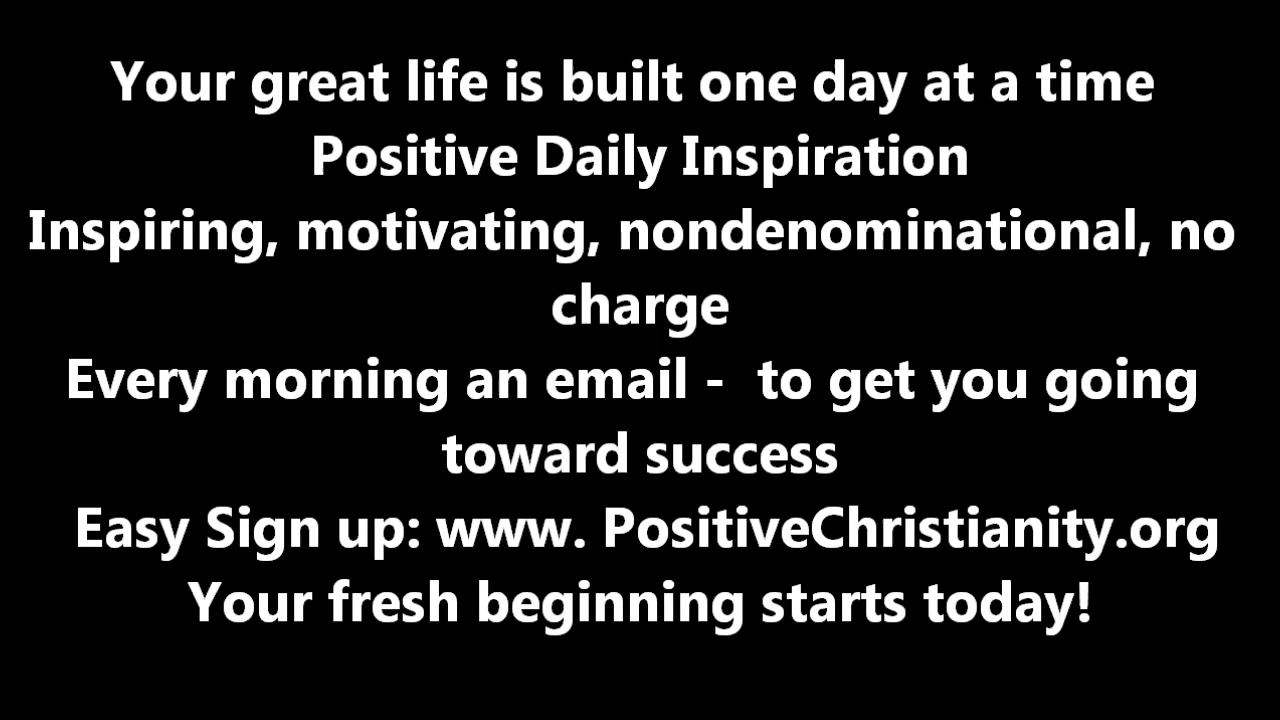 Your great life is built one day at a time
Positive Daily Inspiration
Inspiring, motivating, nondenominational, no
charge
Every morning an email -  to get you going
toward success
Easy Sign up: www. PositiveChristianity.org
Your fresh beginning starts today!